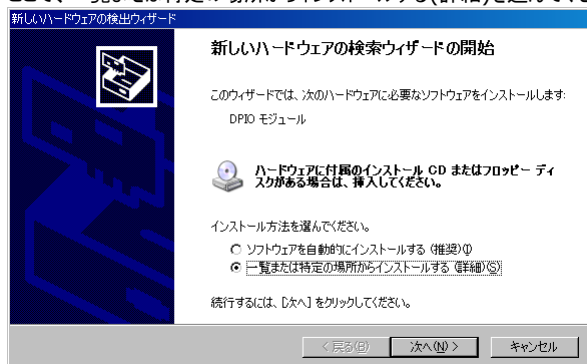 新しいハードウェアの検出ウィザード
新しいハードウェアの検索ウィザードの開始
このウィザードでは、次のハードウェアに必要なソフトウェアをインストールします:
DPIO モジュール
ハードウェアに付属のインストール CD またはフロッピー ディ
スクがある場合は、挿入してください。
インストール方法を選んでください。
ソフトウェアを自動的にインストールする (推奨)(I)
一覧または特定の場所からインストールする (詳細)(S)
続行するには、[次へ] をクリックしてください。
< 戻る(B)
次へ(N) >
キャンセル